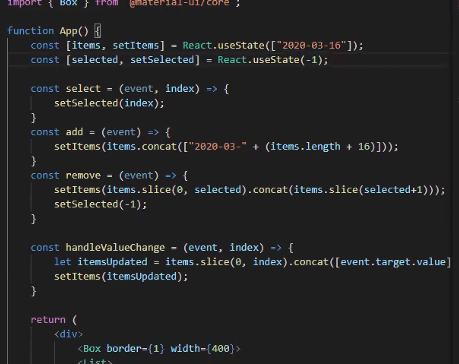 import { Box } from "@material-ui/core";
function App() {
const [items, setItems] = React.useState(["2020-03-16"]);
const [selected, setSelected] = React.useState(-1);
const select = (event, index) => {
setSelected(index);
}
const add = (event) => {
setItems(items.concat(["2020-03-" + (items.length + 16)]));
}
const remove = (event) => {
setItems(items.slice(0, selected).concat(items.slice(selected+1)));
setSelected(-1);
}
const handleValueChange = (event, index) => {
let itemsUpdated = items.slice(0, index).concat([event.target.value]
setItems(itemsUpdated);
}
return (
<div>
<Box border={1} width={400}>
<List>